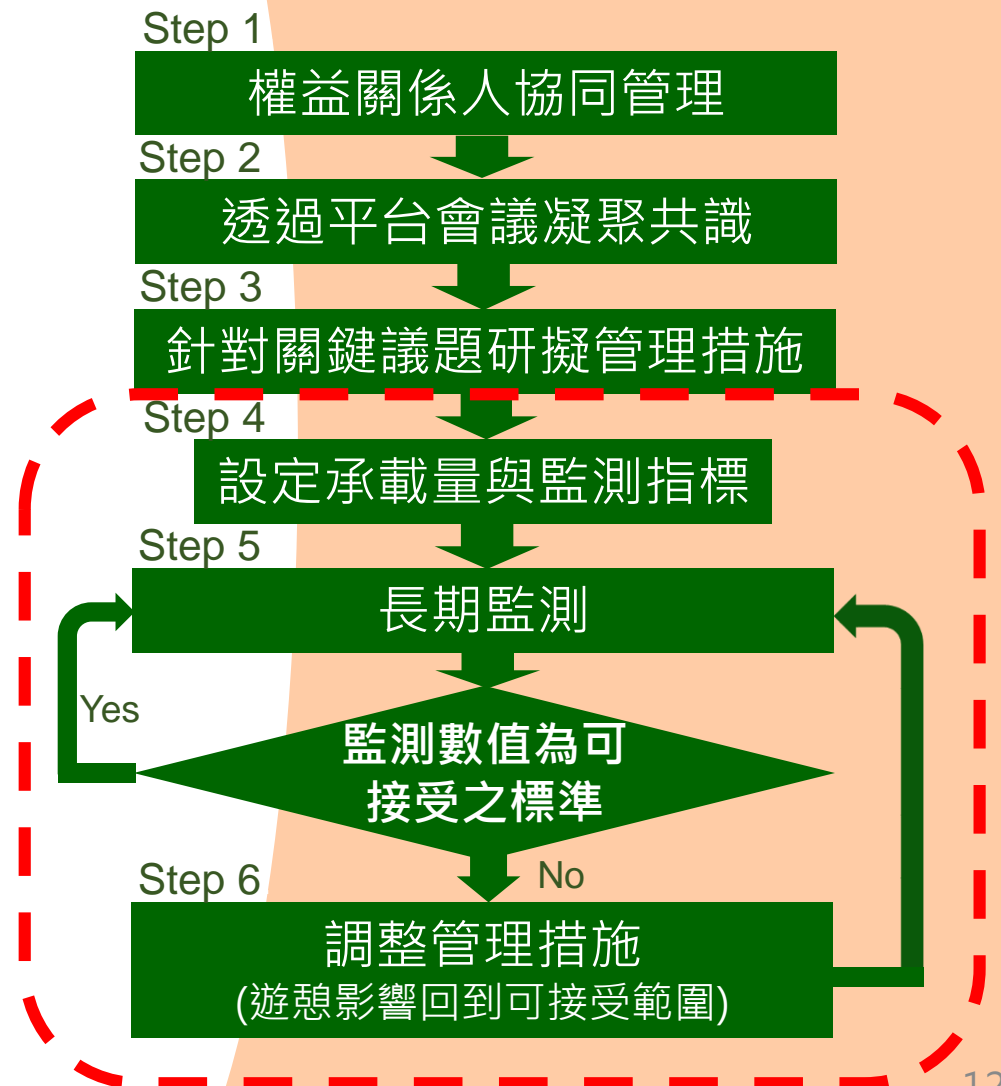 Step 1
權益關係人協同管理
Step 2
透過平台會議凝聚共識
Step 3
針對關鍵議題研擬管理措施
Step 4
設定承載量與監測指標
Step 5
長期監測
Yes
監測數值為可
接受之標準
No
Step 6
調整管理措施
(遊憩影響回到可接受範圍)